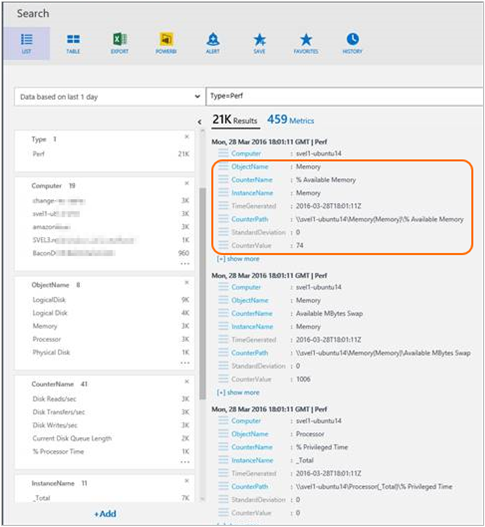 Search
LIST TABLE EXPORT POWERBI ALERT SAVE FAVORITES HISTORY
Data based on last 1 day
Type=Perf
Type 1
Perf 21K
Computer 19
change- 3K
svel1-u 3K
amazon 3K
SVEL3. 1K
BaconD 960
ObjectName 8
LogicalDisk 9K
Logical Disk 4K
Memory 3K
Processor 3K
Physical Disk 1K
CounterName 41
Disk Reads/sec 3K
Disk Transfers/sec 3K
Disk Writes/sec 3K
Current Disk Queue Length 2K
% Processor Time 1K
InstanceName 11
_Total 7K
+Add
21K Results 459 Metrics
Mon, 28 Mar 2016 18:01:11 GMT | Perf
Computer : svel1-ubuntu14
ObjectName : Memory
CounterName : % Available Memory
InstanceName : Memory
TimeGenerated : 2016-03-28T18:01:11Z
CounterPath : \\svel1-ubuntu14\Memory(Memory)\% Available Memory
StandardDeviation : 0
CounterValue : 74
[+] show more
Mon, 28 Mar 2016 18:01:11 GMT | Perf
Computer : svel1-ubuntu14
ObjectName : Memory
CounterName : Available MBytes Swap
InstanceName : Memory
TimeGenerated : 2016-03-28T18:01:11Z
CounterPath : \\svel1-ubuntu14\Memory(Memory)\Available MBytes Swap
StandardDeviation : 0
CounterValue : 1006
[+] show more
Mon, 28 Mar 2016 18:01:11 GMT | Perf
Computer : svel1-ubuntu14
ObjectName : Processor
CounterName : % Privileged Time
InstanceName : _Total
TimeGenerated : 2016-03-28T18:01:11Z
CounterPath : \\svel1-ubuntu14\Processor(_Total)\% Privileged Time
StandardDeviation : 0
CounterValue : 0